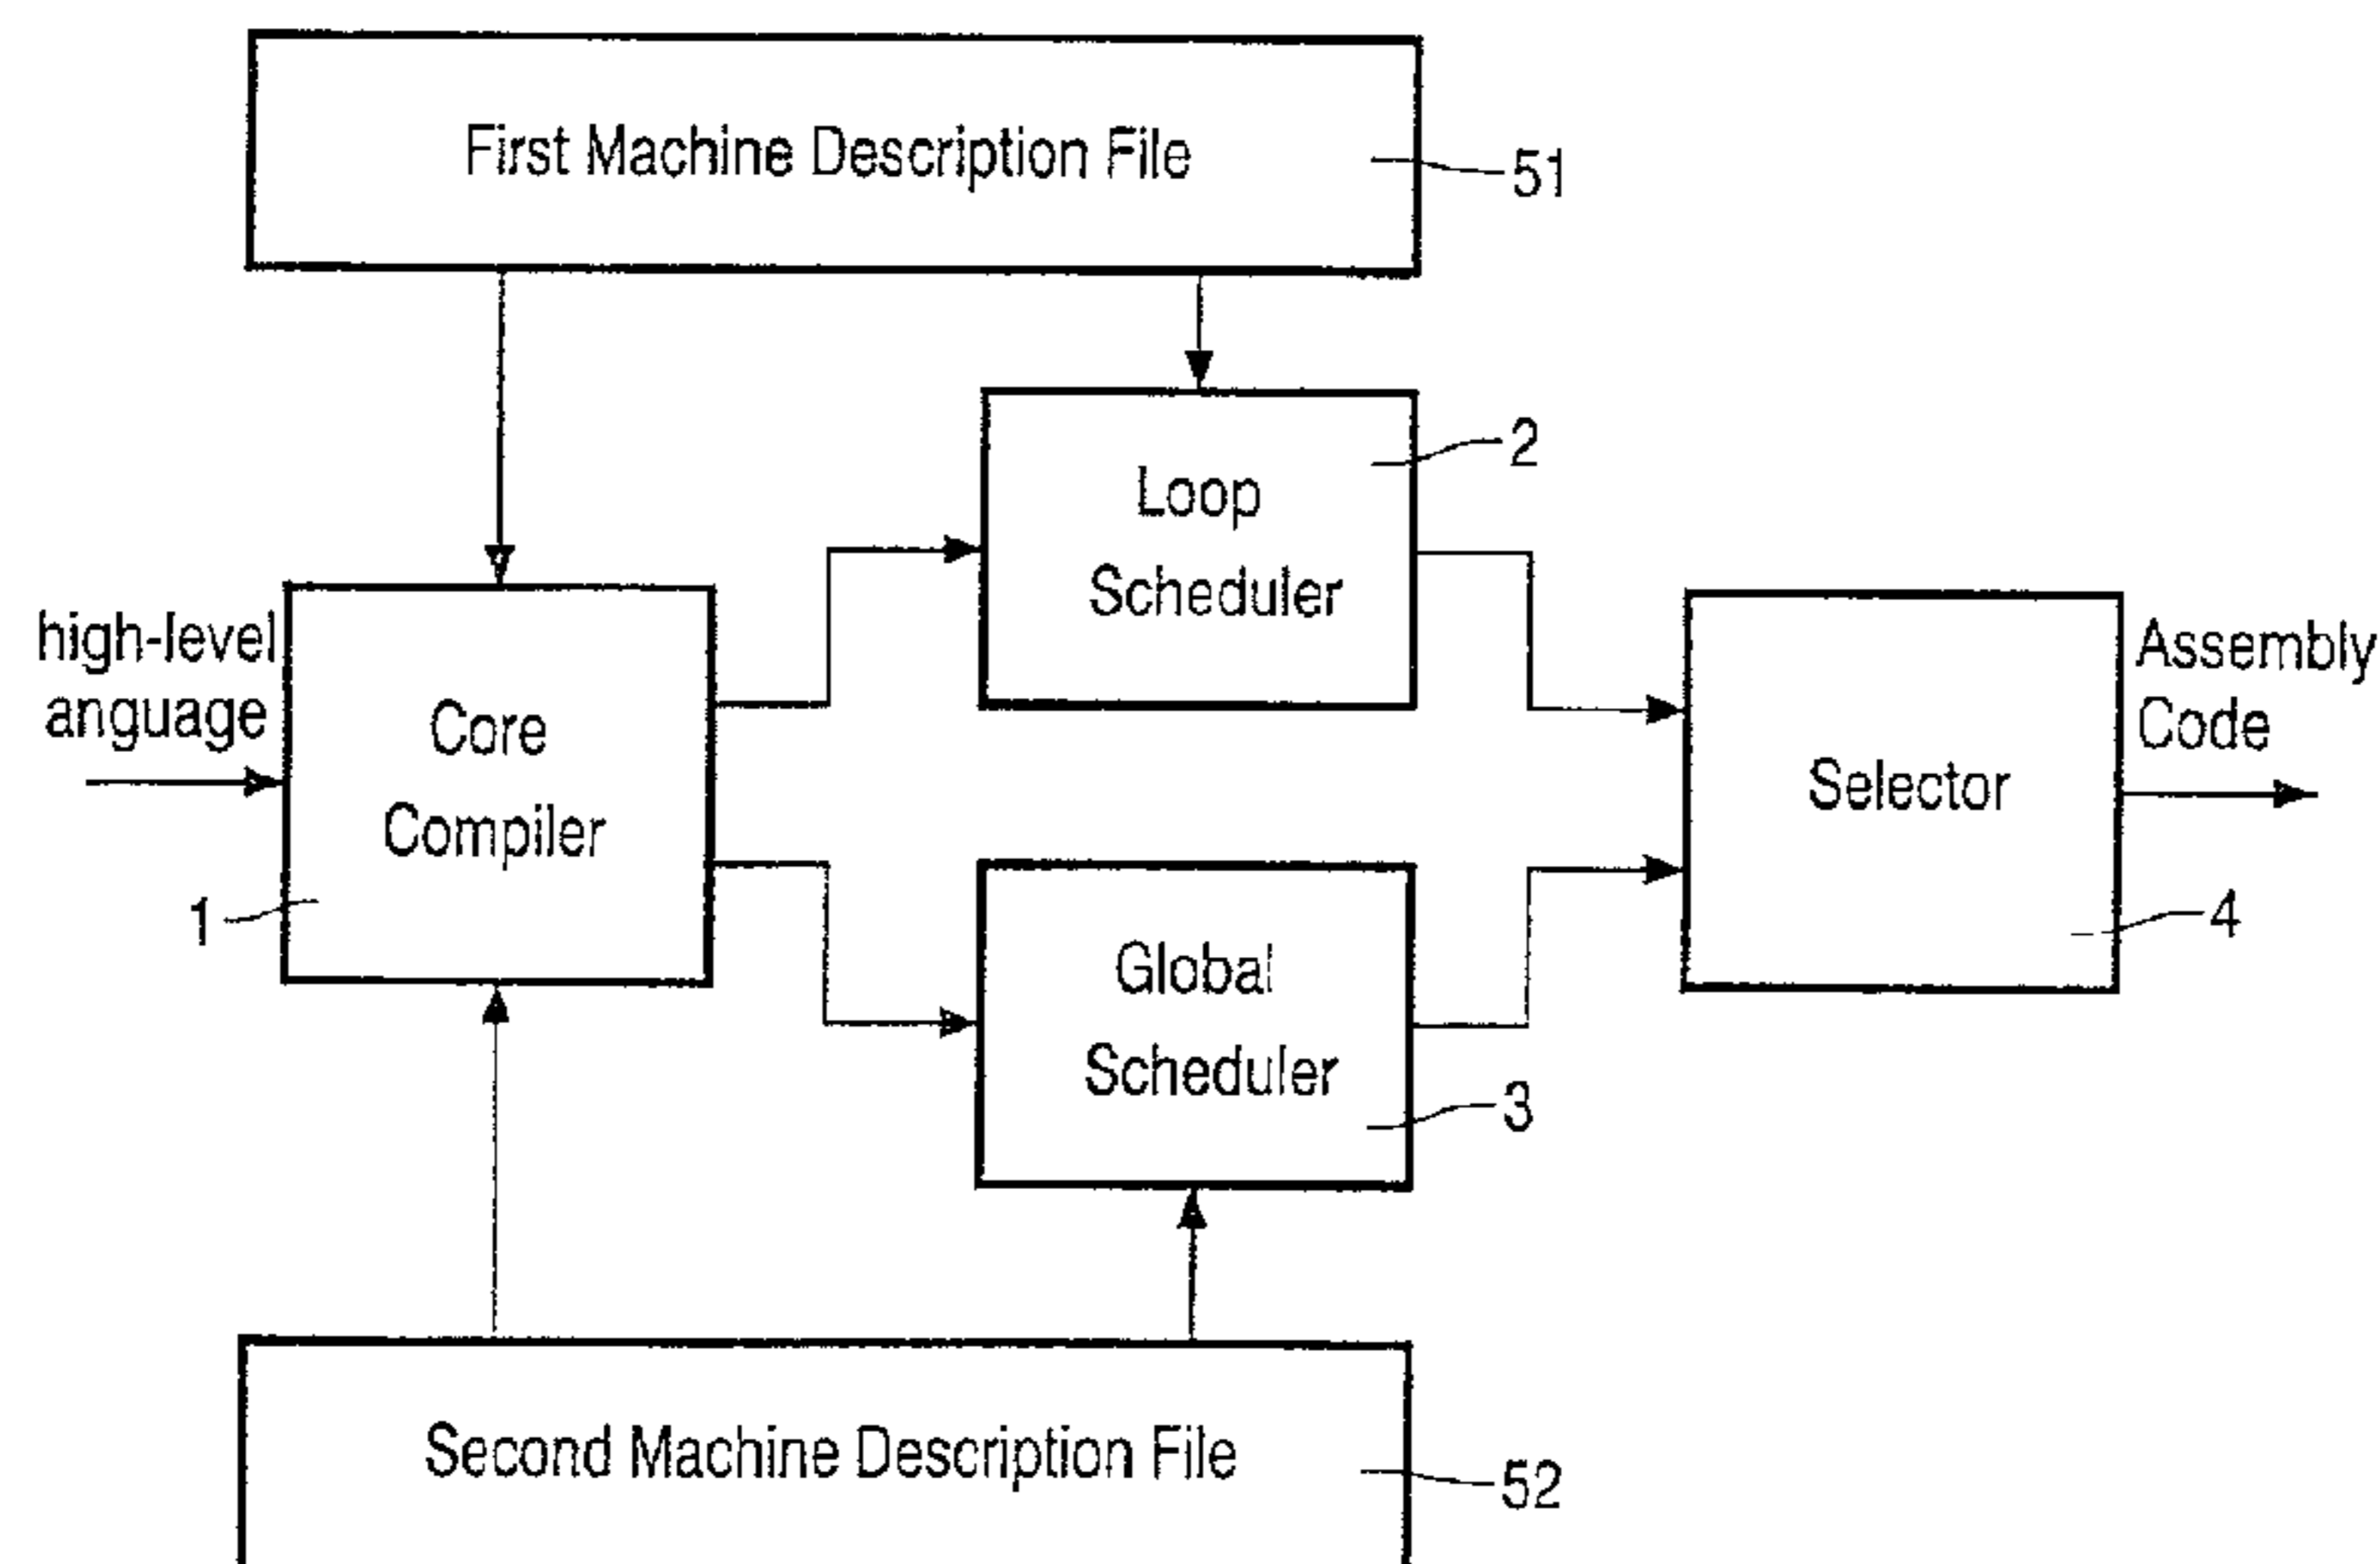 First Machine Description File
51
2
Loop
Scheduler
high-level
anguage
Core
Compiler
1
Selector
Assembly
Code
4
Global
Scheduler
3
Second Machine Description File
52